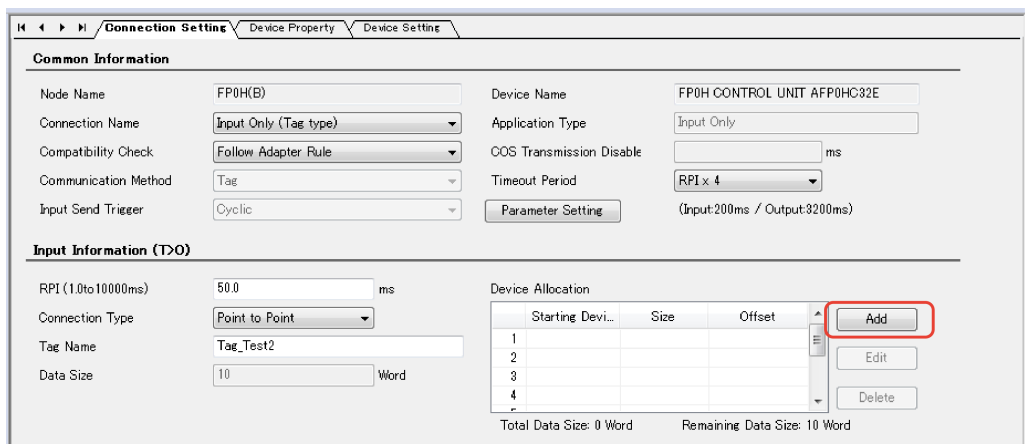 Connection Setting Device Property Device Setting
Common Information
Node Name FP0H(B) Device Name FP0H CONTROL UNIT AFP0HC32E
Connection Name Input Only (Tag type) Application Type Input Only
Compatibility Check Follow Adapter Rule COS Transmission Disable ms
Communication Method Tag Timeout Period RPI x 4
Input Send Trigger Cyclic Parameter Setting (Input:200ms / Output:3200ms)
Input Information (T>O)
RPI (1.0to10000ms) 50.0 ms Device Allocation
Connection Type Point to Point Starting Devi... Size Offset Add
Tag Name Tag_Test2 1
2 Edit
Data Size 10 Word 3
4 Delete
Total Data Size: 0 Word Remaining Data Size: 10 Word